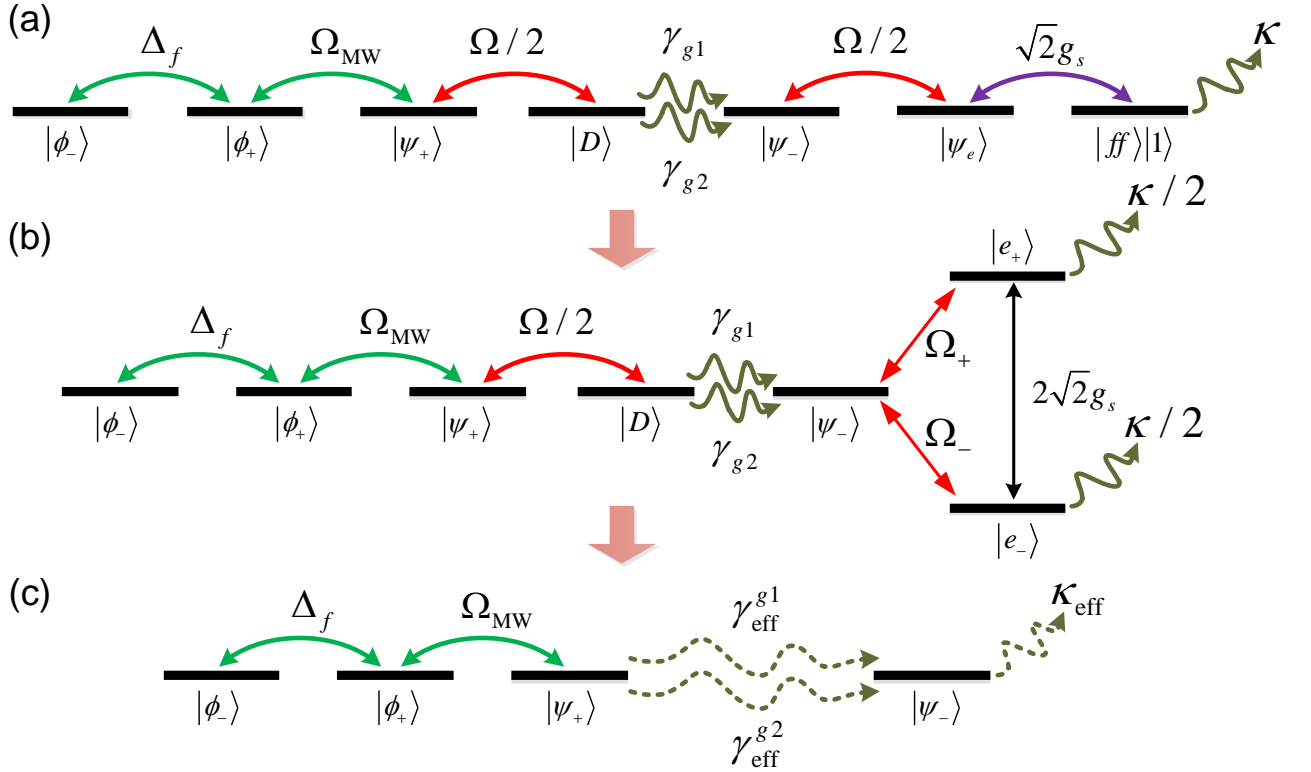 (a)
Δ_f Ω_MW Ω/2 γ_g1 Ω/2 √2g_s κ
|ϕ_−⟩ |ϕ_+⟩ |ψ_+⟩ |D⟩ γ_g2 |ψ_−⟩ |ψ_e⟩ |ff⟩|1⟩
(b)
|e_+⟩ κ/2
Δ_f Ω_MW Ω/2 γ_g1 Ω_+
|ϕ_−⟩ |ϕ_+⟩ |ψ_+⟩ |D⟩ γ_g2 |ψ_−⟩ 2√2g_s
Ω_− κ/2
|e_−⟩
(c)
Δ_f Ω_MW γ_eff^g1 κ_eff
|ϕ_−⟩ |ϕ_+⟩ |ψ_+⟩ γ_eff^g2 |ψ_−⟩